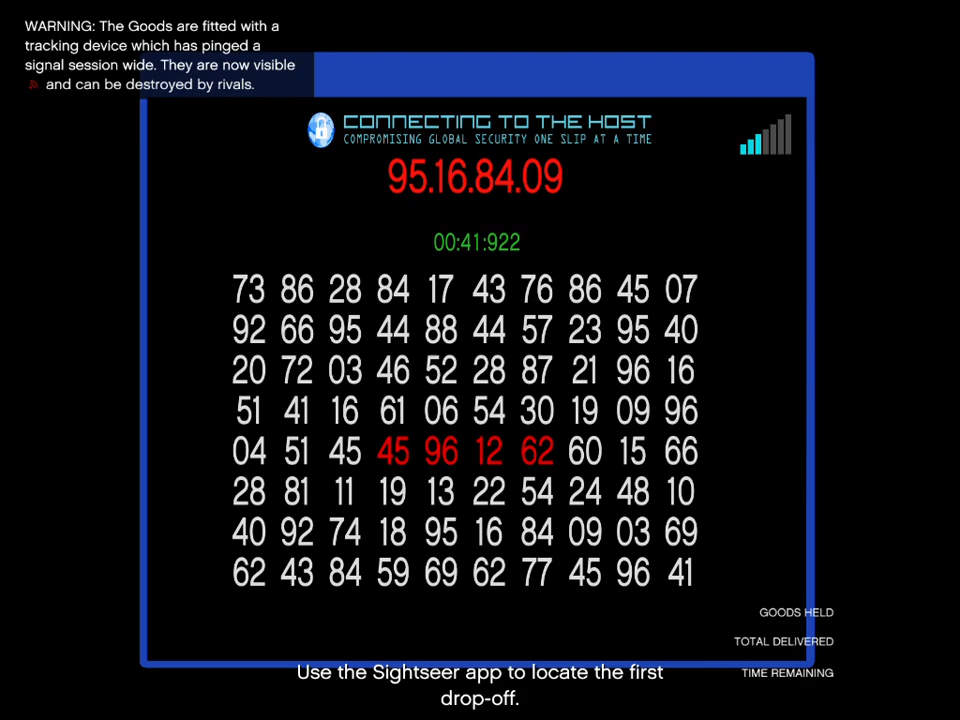 WARNING: The Goods are fitted with a
tracking device which has pinged a
signal session wide. They are now visible
and can be destroyed by rivals.
CONNECTING TO THE HOST
COMPROMISING GLOBAL SECURITY ONE SLIP AT A TIME
95.16.84.09
00:41:922
73 86 28 84 17 43 76 86 45 07
92 66 95 44 88 44 57 23 95 40
20 72 03 46 52 28 87 21 96 16
51 41 16 61 06 54 30 19 09 96
04 51 45 45 96 12 62 60 15 66
28 81 11 19 13 22 54 24 48 10
40 92 74 18 95 16 84 09 03 69
62 43 84 59 69 62 77 45 96 41
GOODS HELD
TOTAL DELIVERED
TIME REMAINING
Use the Sightseer app to locate the first
drop-off.